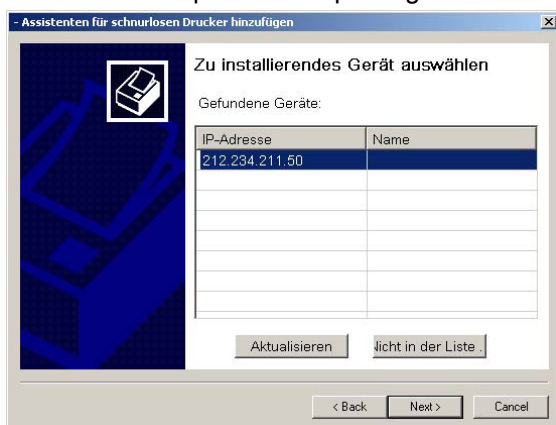 - Assistenten für schnurlosen Drucker hinzufügen
Zu installierendes Gerät auswählen
Gefundene Geräte:
IP-Adresse Name
212.234.211.50
Aktualisieren
in der Liste .
< Back Next > Cancel